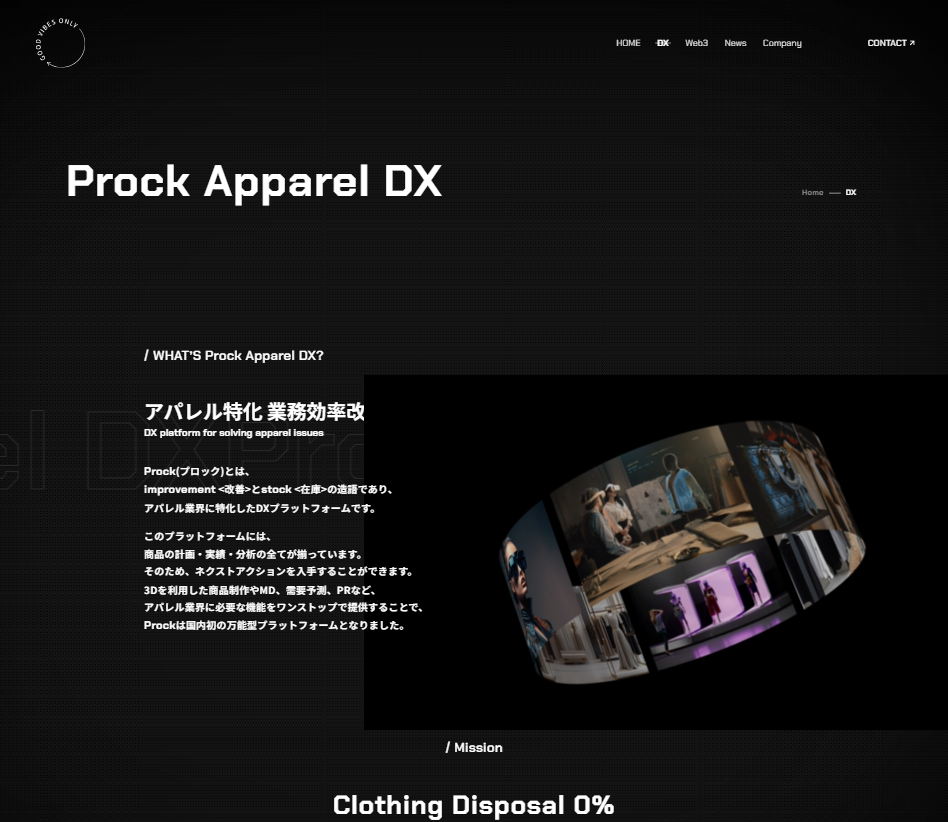 GOOD VIBES ONLY
HOME DX Web3 News Company CONTACT
Prock Apparel DX
Home — DX
/ WHAT'S Prock Apparel DX?
アパレル特化 業務効率改
DX platform for solving apparel issues
el DX Pro
Prock(プロック)とは、
improvement <改善>とstock <在庫>の造語であり、
アパレル業界に特化したDXプラットフォームです。
このプラットフォームには、
商品の計画・実績・分析の全てが揃っています。
そのため、ネクストアクションを入手することができます。
3Dを利用した商品制作やMD、需要予測、PRなど、
アパレル業界に必要な機能をワンストップで提供することで、
Prockは国内初の万能型プラットフォームとなりました。
/ Mission
Clothing Disposal 0%